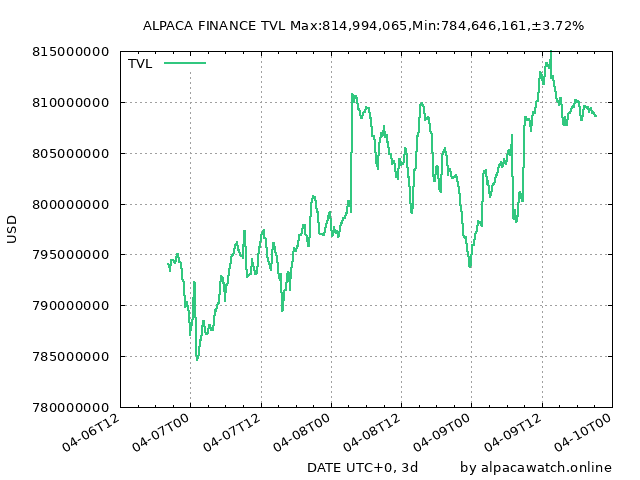 ALPACA FINANCE TVL Max:814,994,065,Min:784,646,161,±3.72%
TVL
815000000
810000000
805000000
800000000
795000000
790000000
785000000
780000000
USD
04-06T12
04-07T00
04-07T12
04-08T00
04-08T12
04-09T00
04-09T12
04-10T00
DATE UTC+0, 3d
by alpacawatch.online